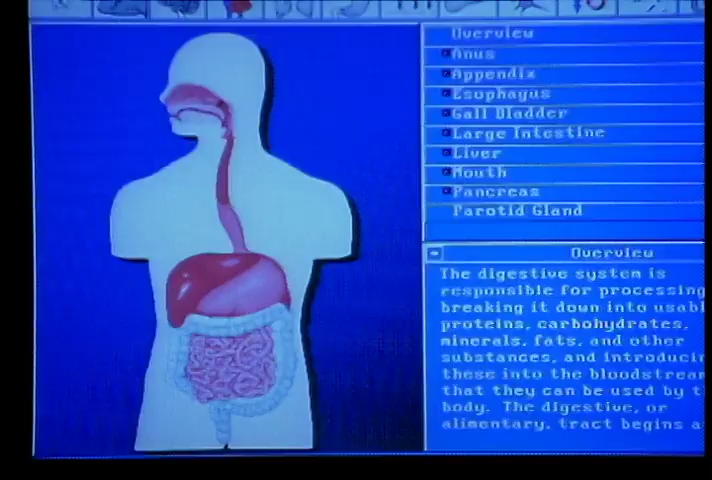 Overview
Anus
Appendix
Esophagus
Gall Bladder
Large Intestine
Liver
Mouth
Pancreas
Parotid Gland
Overview
The digestive system is
responsible for processing
breaking it down into usabl
proteins, carbohydrates,
minerals, fats, and other
substances, and introducin
these into the bloodstream
that they can be used by t
body. The digestive, or
alimentary, tract begins a